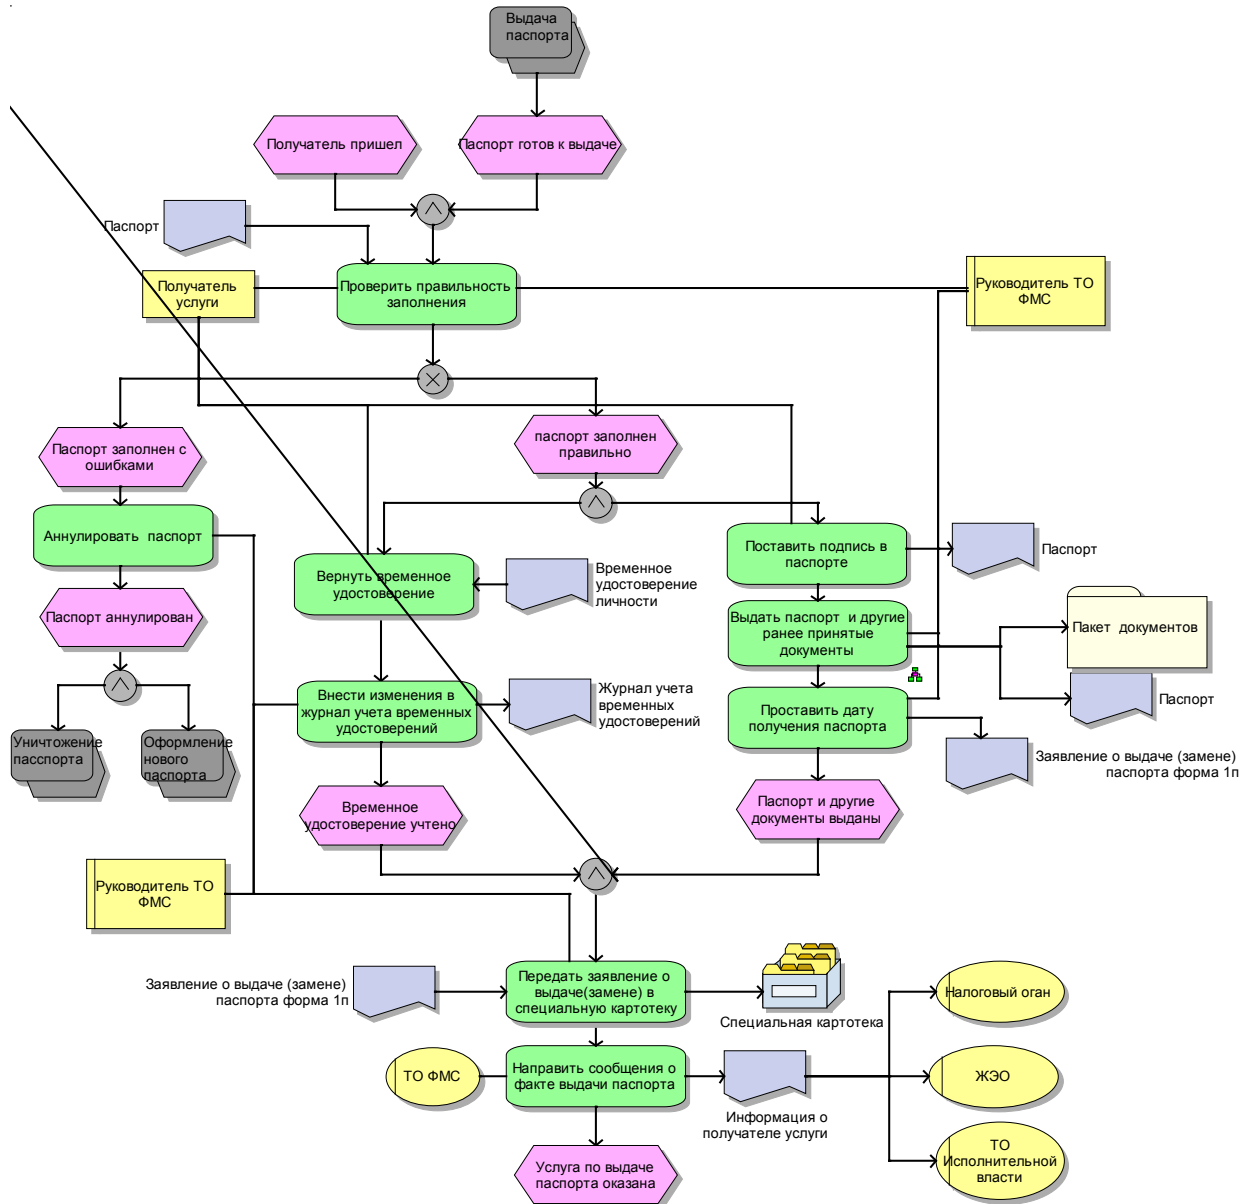 Выдача
паспорта
Получатель пришел
Паспорт готов к выдаче
Паспорт
Получатель
услуги
Проверить правильность
заполнения
Руководитель ТО
ФМС
Паспорт заполнен с
ошибками
паспорт заполнен
правильно
Аннулировать паспорт
Вернуть временное
удостоверение
Временное
удостоверение
личности
Поставить подпись в
паспорте
Паспорт
Паспорт аннулирован
Выдать паспорт и другие
ранее принятые
документы
Пакет документов
Паспорт
Внести изменения в
журнал учета временных
удостоверений
Журнал учета
временных
удостоверений
Проставить дату
получения паспорта
Уничтожение
пасспорта
Оформление
нового
паспорта
Заявление о выдаче (замене)
паспорта форма 1п
Временное
удостоверение учтено
Паспорт и другие
документы выданы
Руководитель ТО
ФМС
Заявление о выдаче (замене)
паспорта форма 1п
Передать заявление о
выдаче(замене) в
специальную картотеку
Специальная картотека
Налоговый оган
ТО ФМС
Направить сообщения о
факте выдачи паспорта
Информация о
получателе услуги
ЖЭО
ТО
Исполнительной
власти
Услуга по выдаче
паспорта оказана